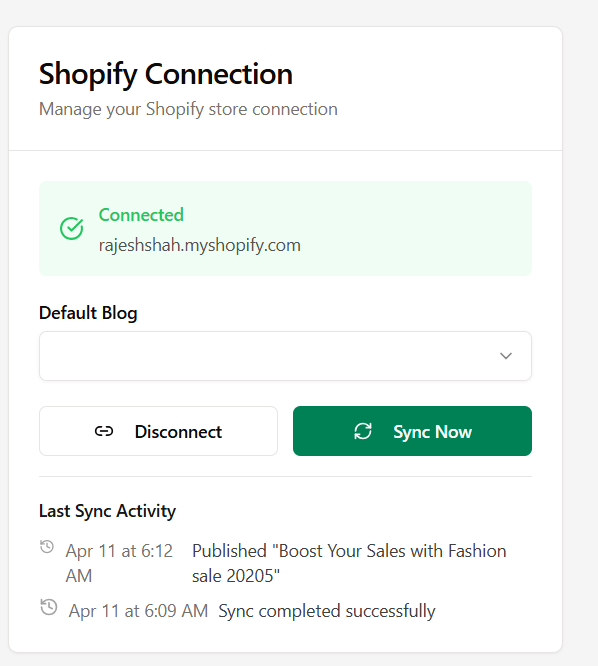 Shopify Connection
Manage your Shopify store connection
Connected
rajeshshah.myshopify.com
Default Blog
Disconnect
Sync Now
Last Sync Activity
Apr 11 at 6:12 AM
Published "Boost Your Sales with Fashion
sale 20205"
Apr 11 at 6:09 AM Sync completed successfully